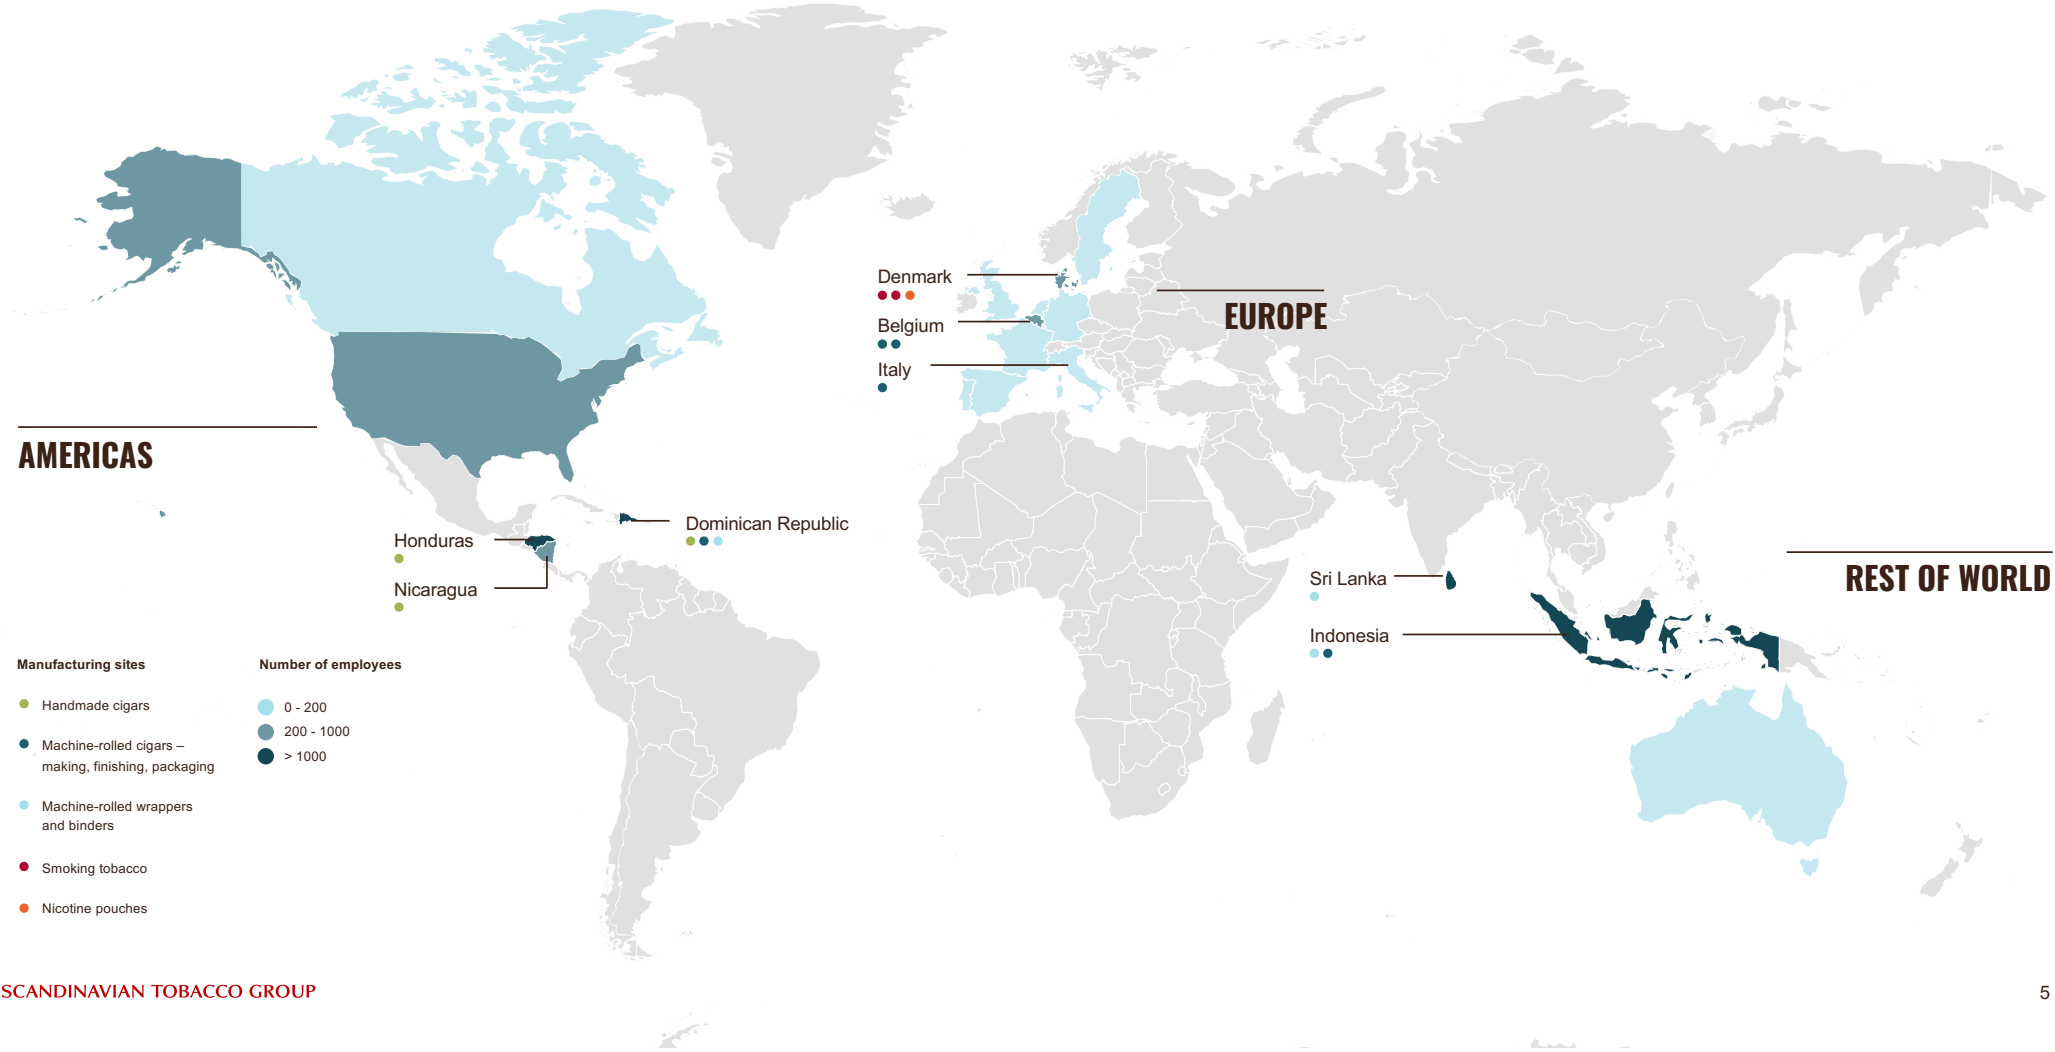 Denmark
EUROPE
Belgium
Italy
AMERICAS
Dominican Republic
Honduras
Nicaragua
Sri Lanka
REST OF WORLD
Indonesia
Manufacturing sites
Handmade cigars
Machine-rolled cigars –
making, finishing, packaging
Machine-rolled wrappers
and binders
Smoking tobacco
Nicotine pouches
Number of employees
0 - 200
200 - 1000
> 1000
SCANDINAVIAN TOBACCO GROUP
5